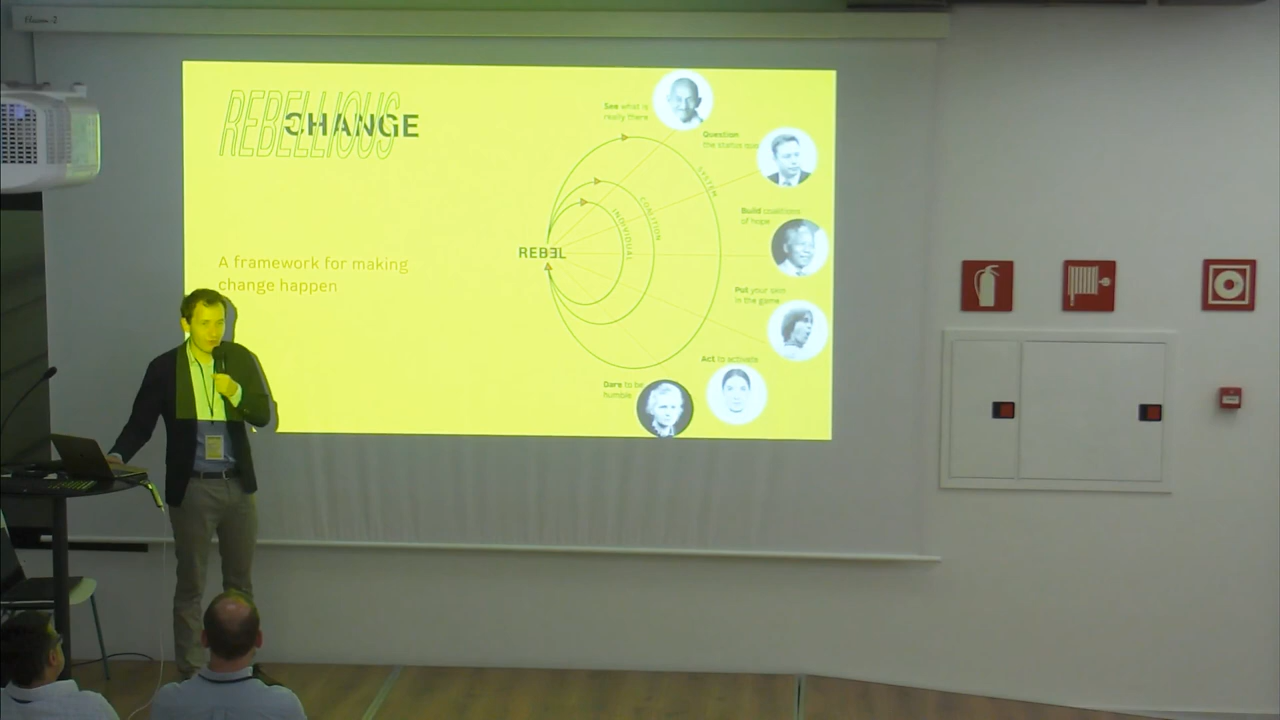 REBELLIOUS
CHANGE
A framework for making
change happen
See what is
really there
Question
the status quo
Build coalitions
of hope
Put your skin
in the game
Act to activate
Dare to be
humble
REBEL
INDIVIDUAL
COALITION
SYSTEM